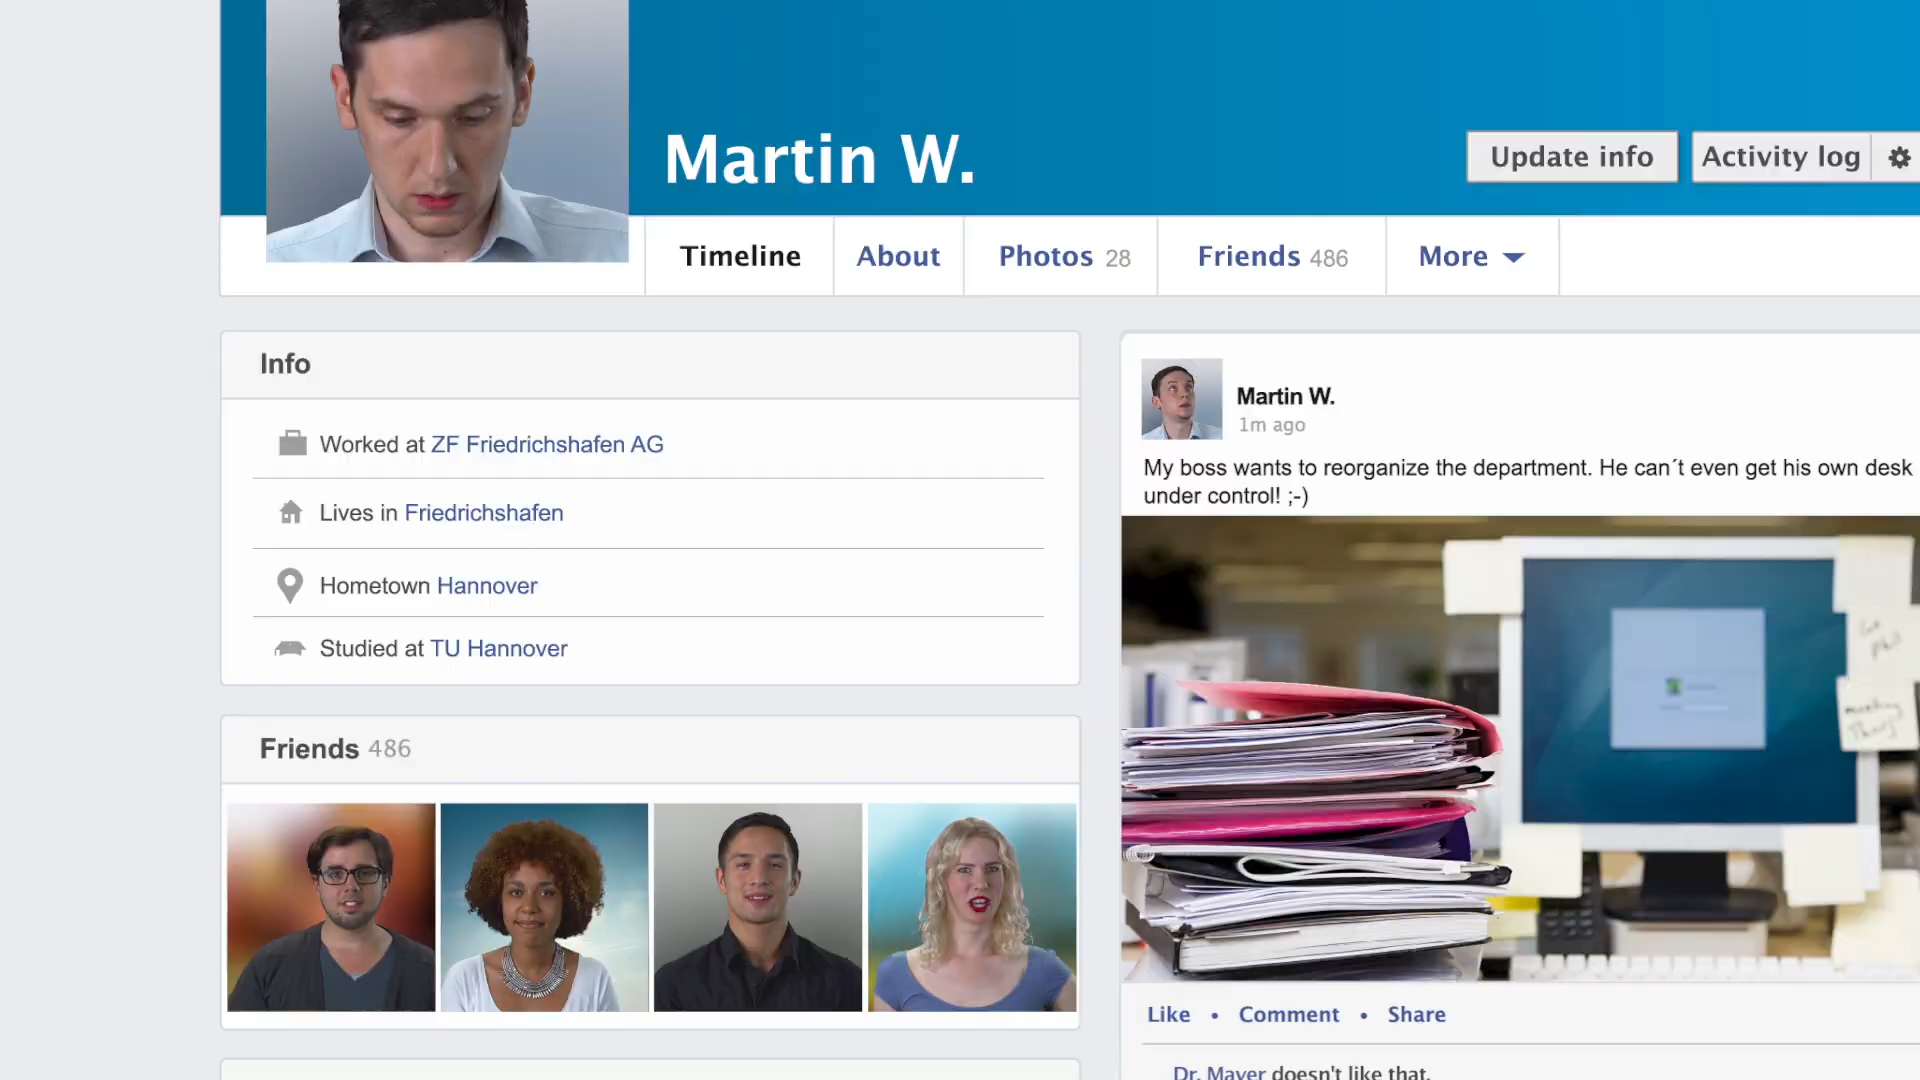 Martin W.
Update info
Activity log
Timeline
About
Photos 28
Friends 486
More
Info
Worked at ZF Friedrichshafen AG
Lives in Friedrichshafen
Hometown Hannover
Studied at TU Hannover
Friends 486
Martin W.
1m ago
My boss wants to reorganize the department. He can´t even get his own desk
under control! ;-)
Like • Comment • Share
Dr. Mayer doesn't like that.